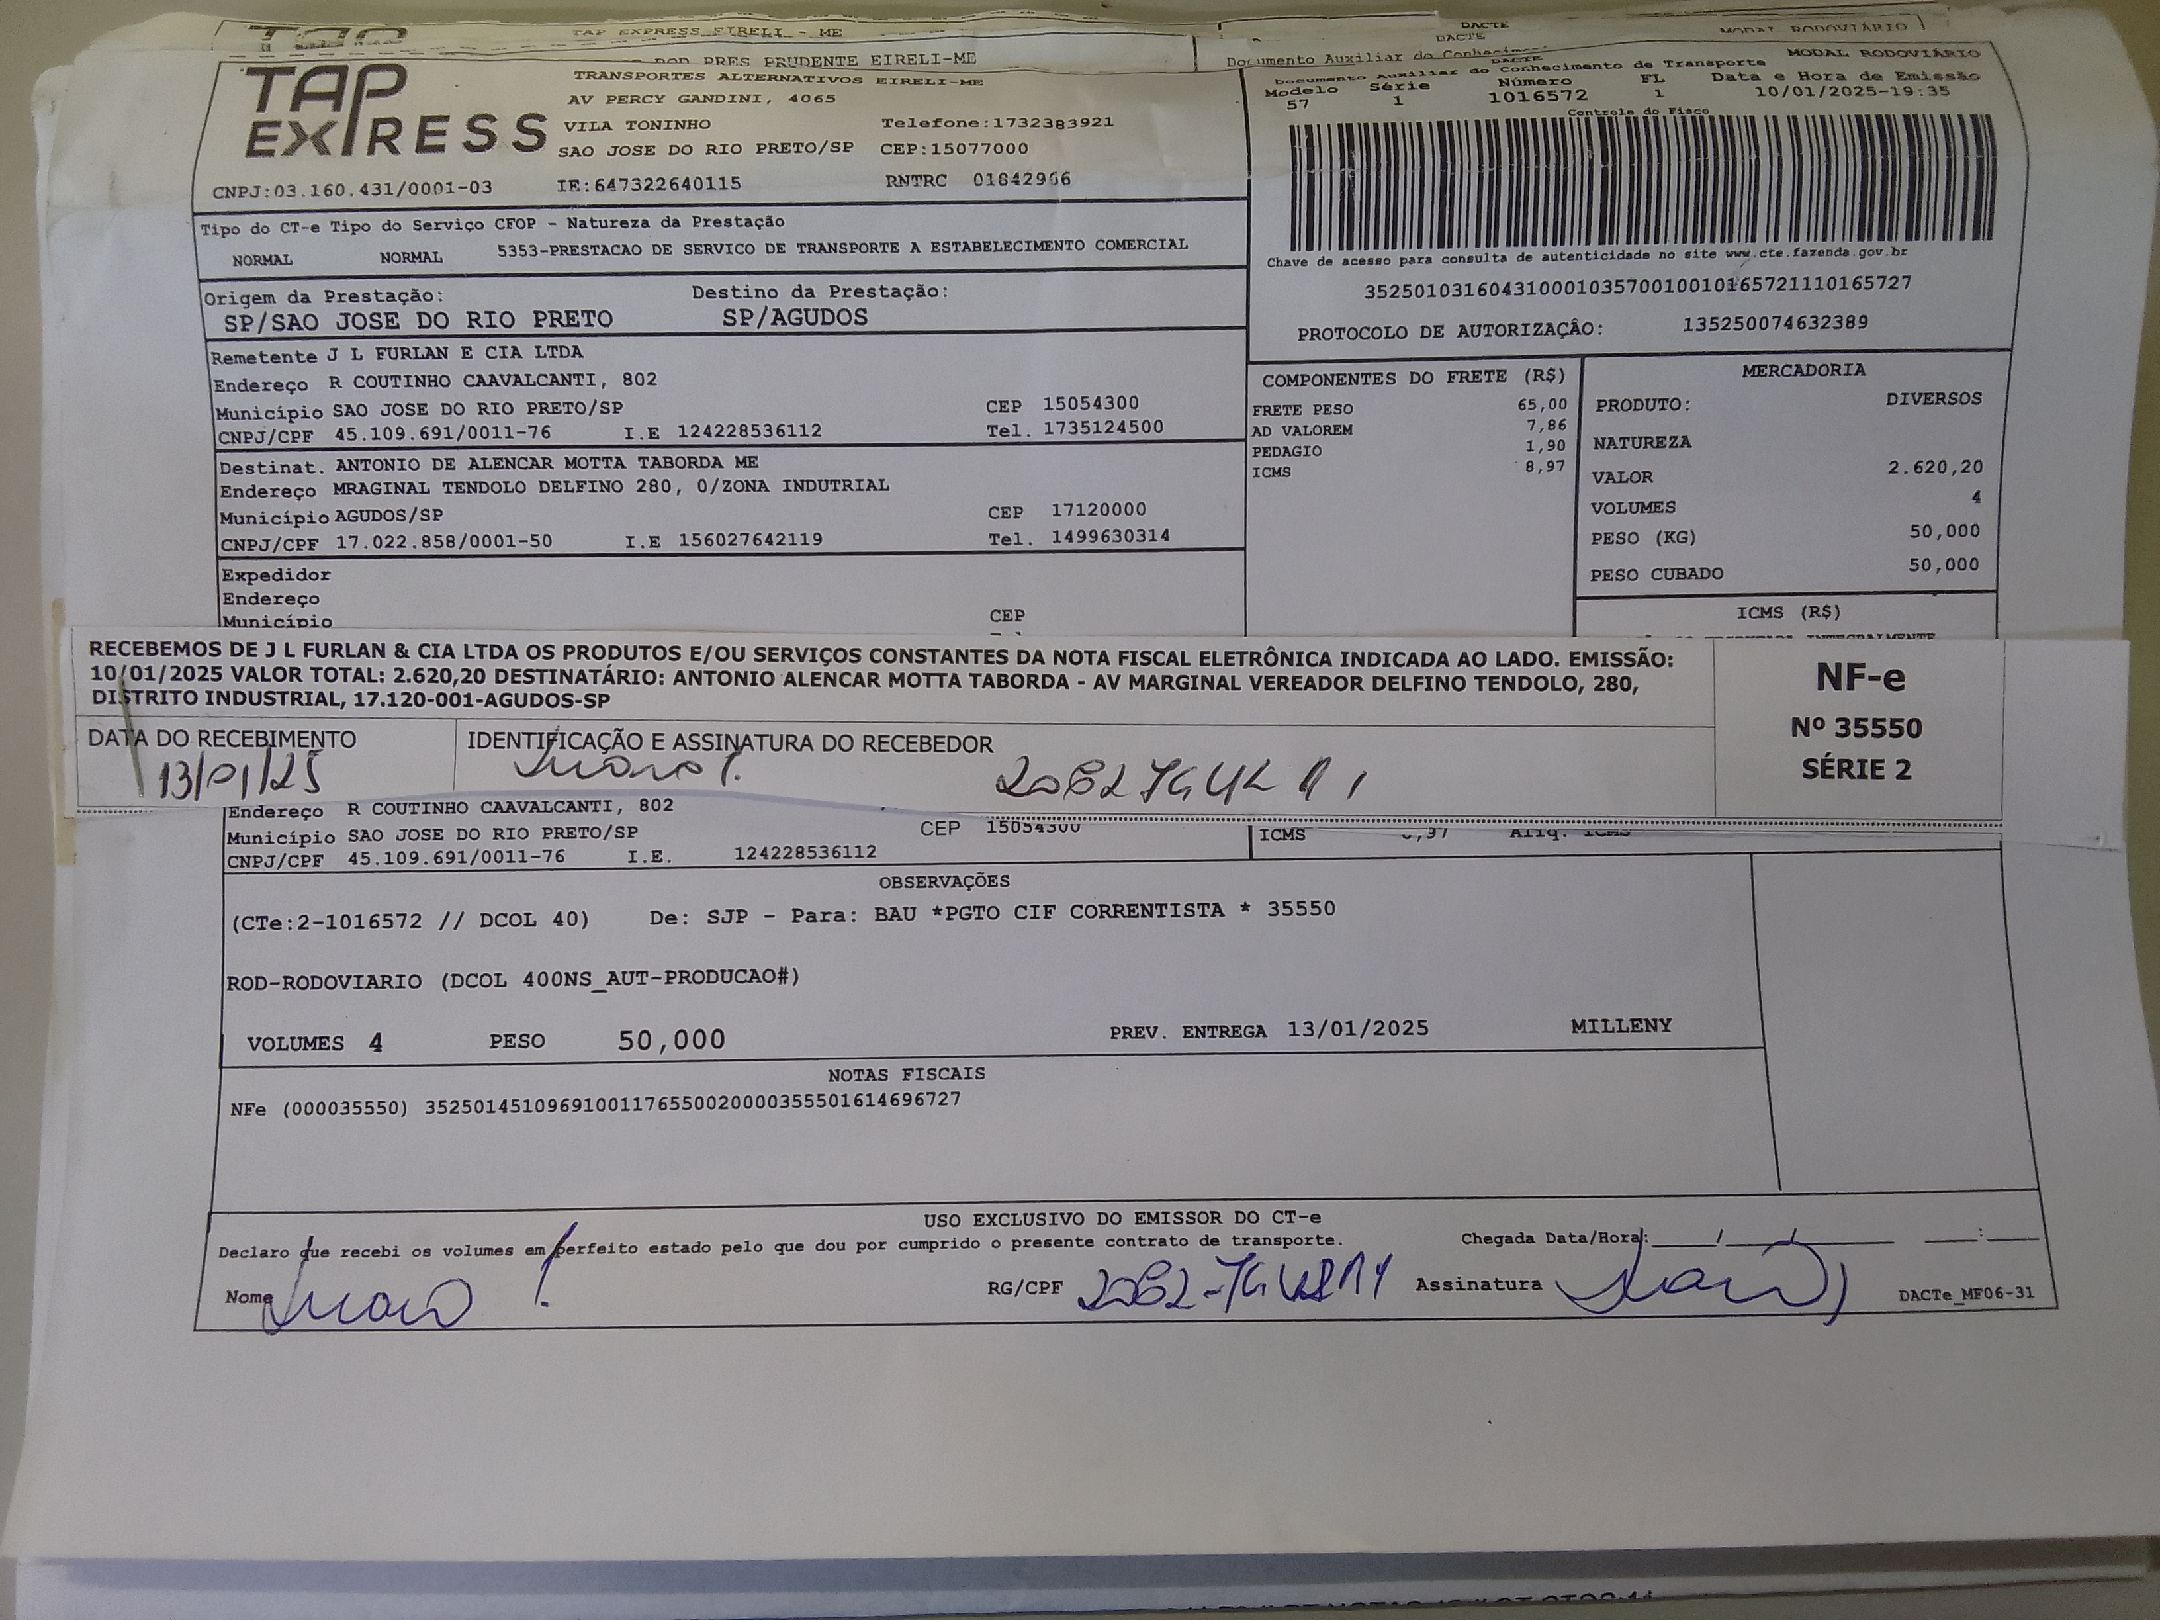 TAP EXPRESS EIRELI - ME
DACTE
MODAL RODOVIÁRIO
PRES PRUDENTE EIRELI-ME
DACTE
Documento Auxiliar do Conhecimento
MODAL RODOVIÁRIO
TAP EXPRESS
TRANSPORTES ALTERNATIVOS EIRELI-ME
AV PERCY GANDINI, 4065
VILA TONINHO Telefone:1732383921
SAO JOSE DO RIO PRETO/SP CEP:15077000
CNPJ:03.160.431/0001-03 IE:647322640115 RNTRC 01842966
DACTE
Documento Auxiliar do Conhecimento de Transporte
Modelo Série Número FL Data e Hora de Emissão
57 1 1016572 1 10/01/2025-19:35
Controle do Fisco
Chave de acesso para consulta de autenticidade no site www.cte.fazenda.gov.br
35250103160431000103570010010165721110165727
PROTOCOLO DE AUTORIZAÇÂO: 135250074632389
Tipo do CT-e Tipo do Serviço CFOP - Natureza da Prestação
NORMAL NORMAL 5353-PRESTACAO DE SERVICO DE TRANSPORTE A ESTABELECIMENTO COMERCIAL
Origem da Prestação: Destino da Prestação:
SP/SAO JOSE DO RIO PRETO SP/AGUDOS
Remetente J L FURLAN E CIA LTDA
Endereço R COUTINHO CAAVALCANTI, 802
Município SAO JOSE DO RIO PRETO/SP CEP 15054300
CNPJ/CPF 45.109.691/0011-76 I.E 124228536112 Tel. 1735124500
Destinat. ANTONIO DE ALENCAR MOTTA TABORDA ME
Endereço MRAGINAL TENDOLO DELFINO 280, 0/ZONA INDUTRIAL
Município AGUDOS/SP CEP 17120000
CNPJ/CPF 17.022.858/0001-50 I.E 156027642119 Tel. 1499630314
Expedidor
Endereço
Município CEP
COMPONENTES DO FRETE (R$)
FRETE PESO 65,00
AD VALOREM 7,86
PEDAGIO 1,90
ICMS 8,97
MERCADORIA
PRODUTO: DIVERSOS
NATUREZA
VALOR 2.620,20
VOLUMES 4
PESO (KG) 50,000
PESO CUBADO 50,000
ICMS (R$)
RECEBEMOS DE J L FURLAN & CIA LTDA OS PRODUTOS E/OU SERVIÇOS CONSTANTES DA NOTA FISCAL ELETRÔNICA INDICADA AO LADO. EMISSÃO:
10/01/2025 VALOR TOTAL: 2.620,20 DESTINATÁRIO: ANTONIO ALENCAR MOTTA TABORDA - AV MARGINAL VEREADOR DELFINO TENDOLO, 280,
DISTRITO INDUSTRIAL, 17.120-001-AGUDOS-SP
NF-e
Nº 35550
SÉRIE 2
DATA DO RECEBIMENTO IDENTIFICAÇÃO E ASSINATURA DO RECEBEDOR
13/01/25
Endereço R COUTINHO CAAVALCANTI, 802
Município SAO JOSE DO RIO PRETO/SP CEP 15054300
CNPJ/CPF 45.109.691/0011-76 I.E. 124228536112
ICMS
OBSERVAÇÕES
(CTe:2-1016572 // DCOL 40) De: SJP - Para: BAU *PGTO CIF CORRENTISTA * 35550
ROD-RODOVIARIO (DCOL 400NS_AUT-PRODUCAO#)
VOLUMES 4 PESO 50,000 PREV. ENTREGA 13/01/2025 MILLENY
NOTAS FISCAIS
NFe (000035550) 35250145109691001176550020000355501614696727
USO EXCLUSIVO DO EMISSOR DO CT-e
Declaro que recebi os volumes em perfeito estado pelo que dou por cumprido o presente contrato de transporte. Chegada Data/Hora:____/____/____ ____:____
Nome RG/CPF Assinatura DACTe_MF06-31